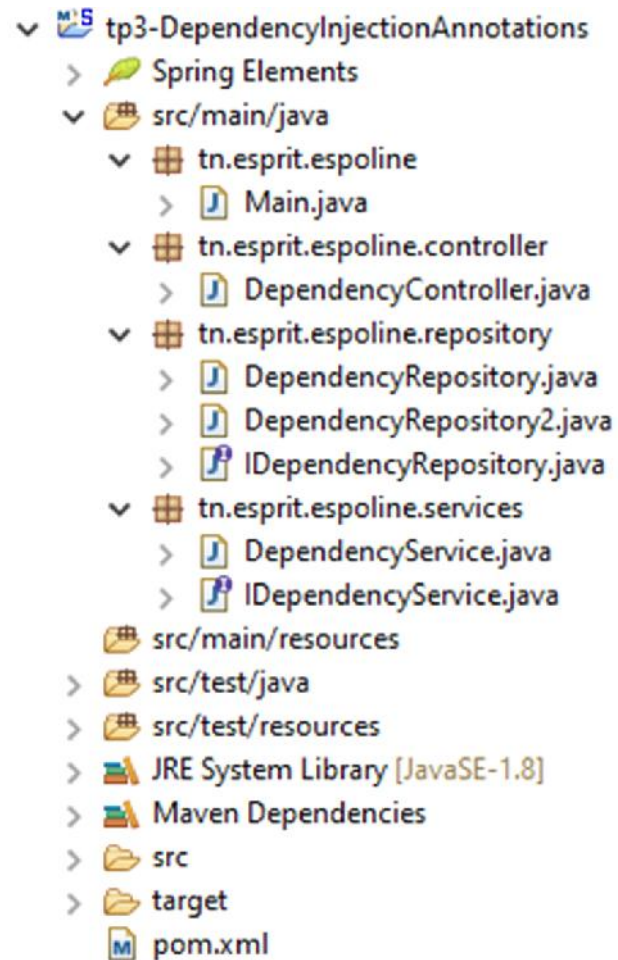 tp3-DependencyInjectionAnnotations
Spring Elements
src/main/java
tn.esprit.espoline
Main.java
tn.esprit.espoline.controller
DependencyController.java
tn.esprit.espoline.repository
DependencyRepository.java
DependencyRepository2.java
IDependencyRepository.java
tn.esprit.espoline.services
DependencyService.java
IDependencyService.java
src/main/resources
src/test/java
src/test/resources
JRE System Library [JavaSE-1.8]
Maven Dependencies
src
target
pom.xml